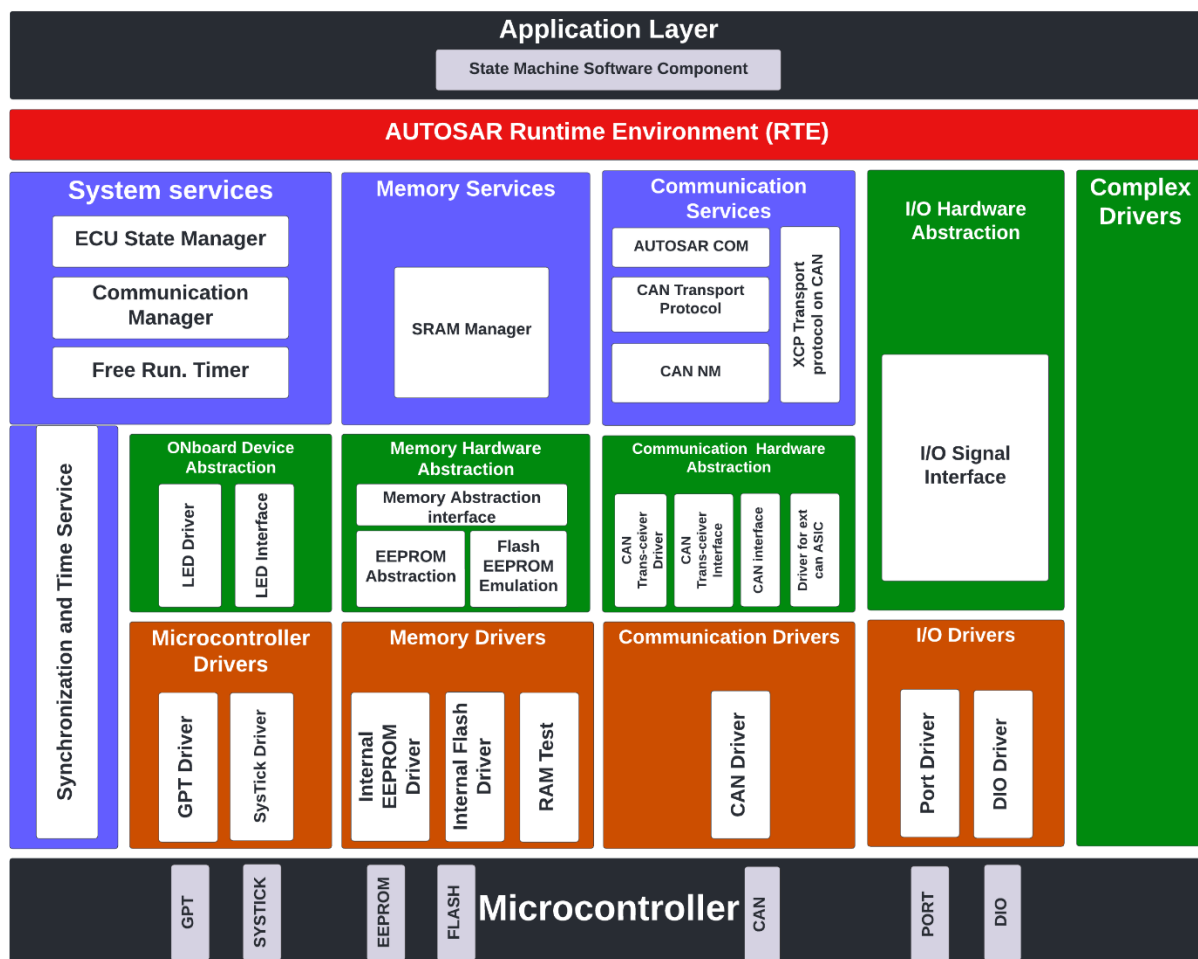 Application Layer
State Machine Software Component
AUTOSAR Runtime Environment (RTE)
System services
ECU State Manager
Communication
Manager
Free Run. Timer
Memory Services
SRAM Manager
Communication
Services
AUTOSAR COM
CAN Transport
Protocol
CAN NM
XCP Transport
protocol on CAN
I/O Hardware
Abstraction
I/O Signal
Interface
Complex
Drivers
Synchronization and Time Service
ONboard Device
Abstraction
LED Driver
LED Interface
Memory Hardware
Abstraction
Memory Abstraction
interface
EEPROM
Abstraction
Flash
EEPROM
Emulation
Communication Hardware
Abstraction
CAN
Trans-ceiver
Driver
CAN
Trans-ceiver
Interface
CAN interface
Driver for ext
can ASIC
Microcontroller
Drivers
GPT Driver
SysTick Driver
Memory Drivers
Internal
EEPROM
Driver
Internal Flash
Driver
RAM Test
Communication Drivers
CAN Driver
I/O Drivers
Port Driver
DIO Driver
Microcontroller
GPT
SYSTICK
EEPROM
FLASH
CAN
PORT
DIO